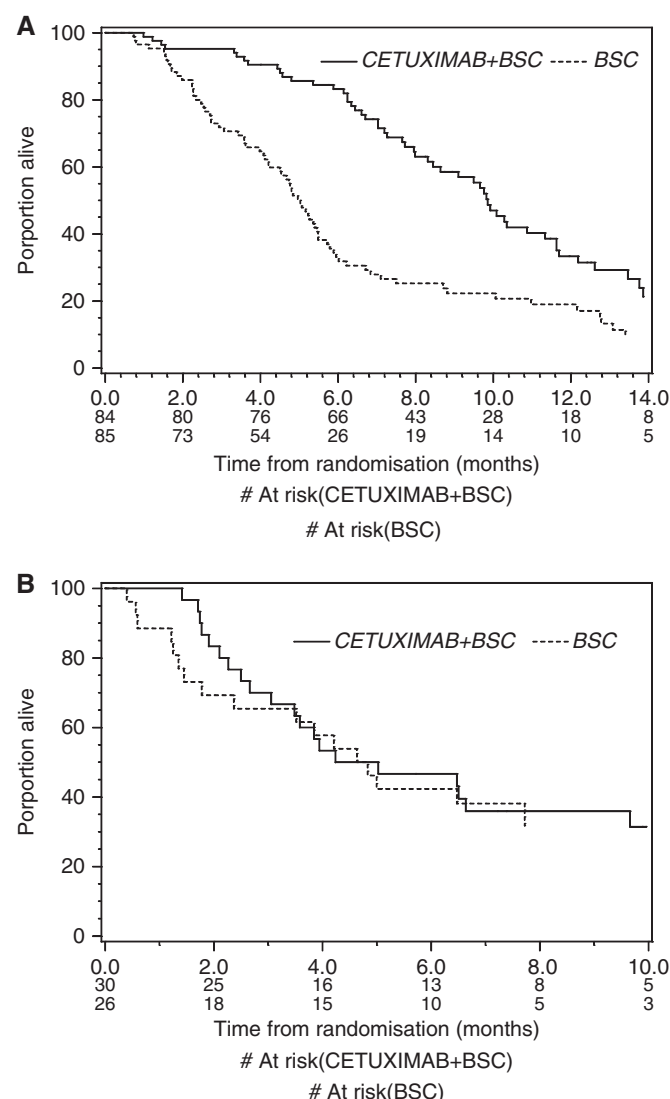 A
100
CETUXIMAB+BSC BSC
80
60
Porportion alive
40
20
0
0.0 2.0 4.0 6.0 8.0 10.0 12.0 14.0
84 80 76 66 43 28 18 8
85 73 54 26 19 14 10 5
Time from randomisation (months)
# At risk(CETUXIMAB+BSC)
# At risk(BSC)
B
100
CETUXIMAB+BSC BSC
80
60
Porportion alive
40
20
0
0.0 2.0 4.0 6.0 8.0 10.0
30 25 16 13 8 5
26 18 15 10 5 3
Time from randomisation (months)
# At risk(CETUXIMAB+BSC)
# At risk(BSC)